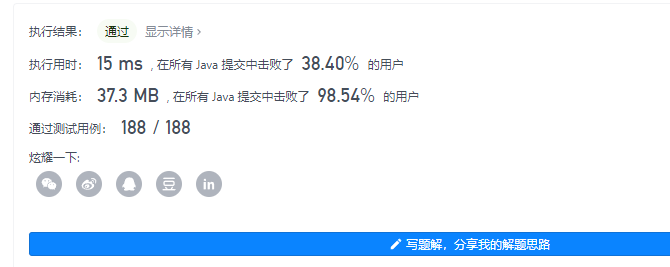 执行结果： 通过 显示详情 ›
执行用时： 15 ms , 在所有 Java 提交中击败了 38.40% 的用户
内存消耗： 37.3 MB , 在所有 Java 提交中击败了 98.54% 的用户
通过测试用例： 188 / 188
炫耀一下:
豆 in
写题解，分享我的解题思路